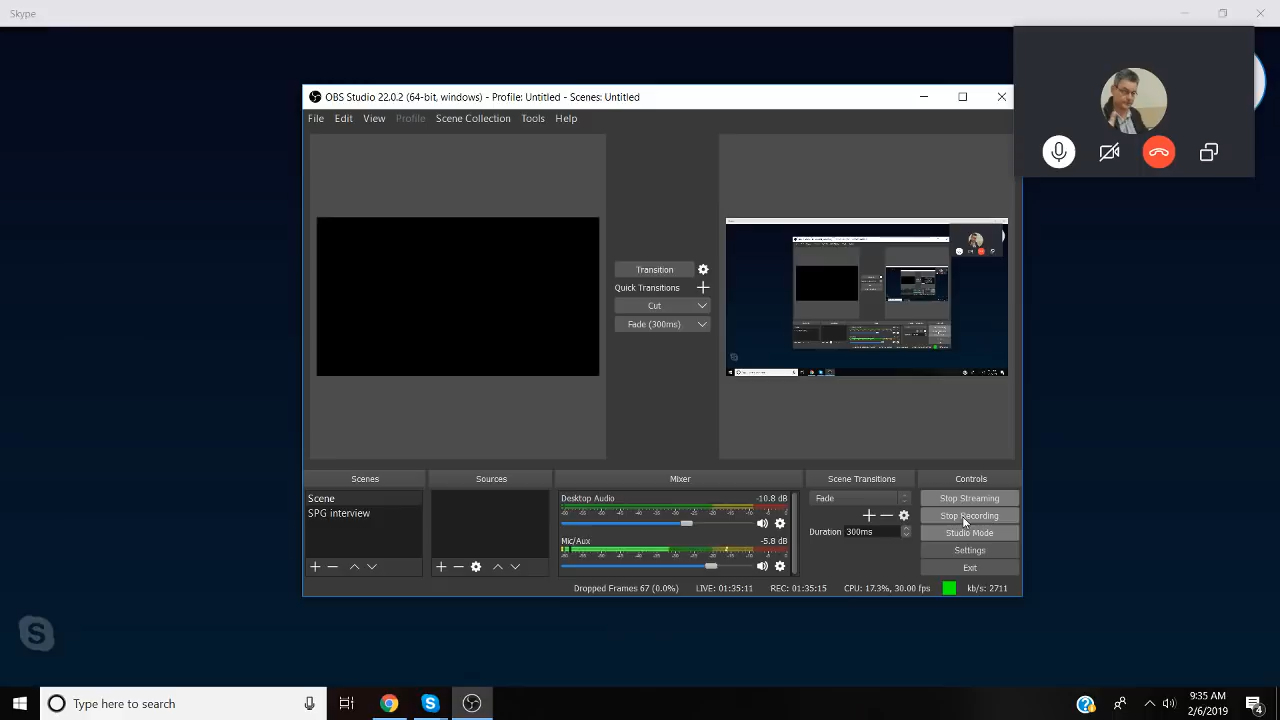 Skype
OBS Studio 22.0.2 (64-bit, windows) - Profile: Untitled - Scenes: Untitled
File Edit View Profile Scene Collection Tools Help
Transition
Quick Transitions
Cut
Fade (300ms)
Scenes
Scene
SPG interview
Sources
Mixer
Desktop Audio -10.8 dB
Mic/Aux -5.8 dB
Scene Transitions
Fade
Duration 300ms
Controls
Stop Streaming
Stop Recording
Studio Mode
Settings
Exit
Dropped Frames 67 (0.0%) LIVE: 01:35:11 REC: 01:35:15 CPU: 17.3%, 30.00 fps kb/s: 2711
S
Type here to search
S
9:35 AM
2/6/2019
4